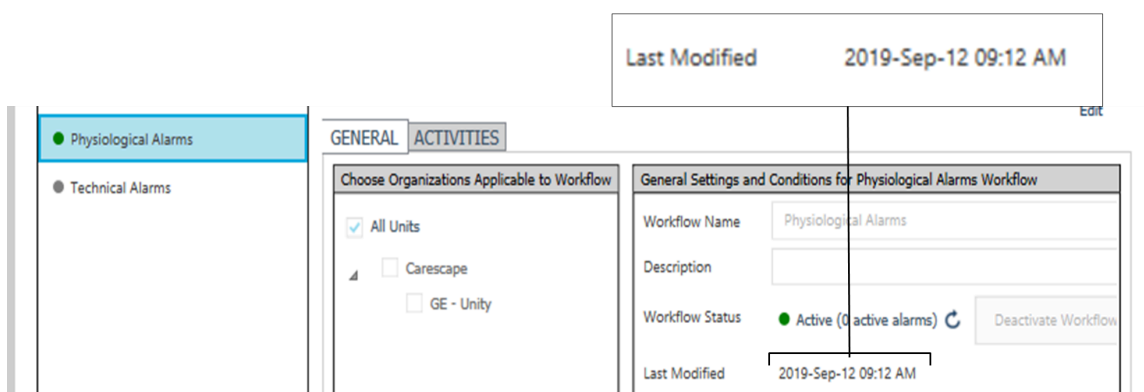 Last Modified 2019-Sep-12 09:12 AM
Edit
Physiological Alarms
Technical Alarms
GENERAL ACTIVITIES
Choose Organizations Applicable to Workflow
All Units
Carescape
GE - Unity
General Settings and Conditions for Physiological Alarms Workflow
Workflow Name Physiological Alarms
Description
Workflow Status Active (0 active alarms) Deactivate Workflow
Last Modified 2019-Sep-12 09:12 AM